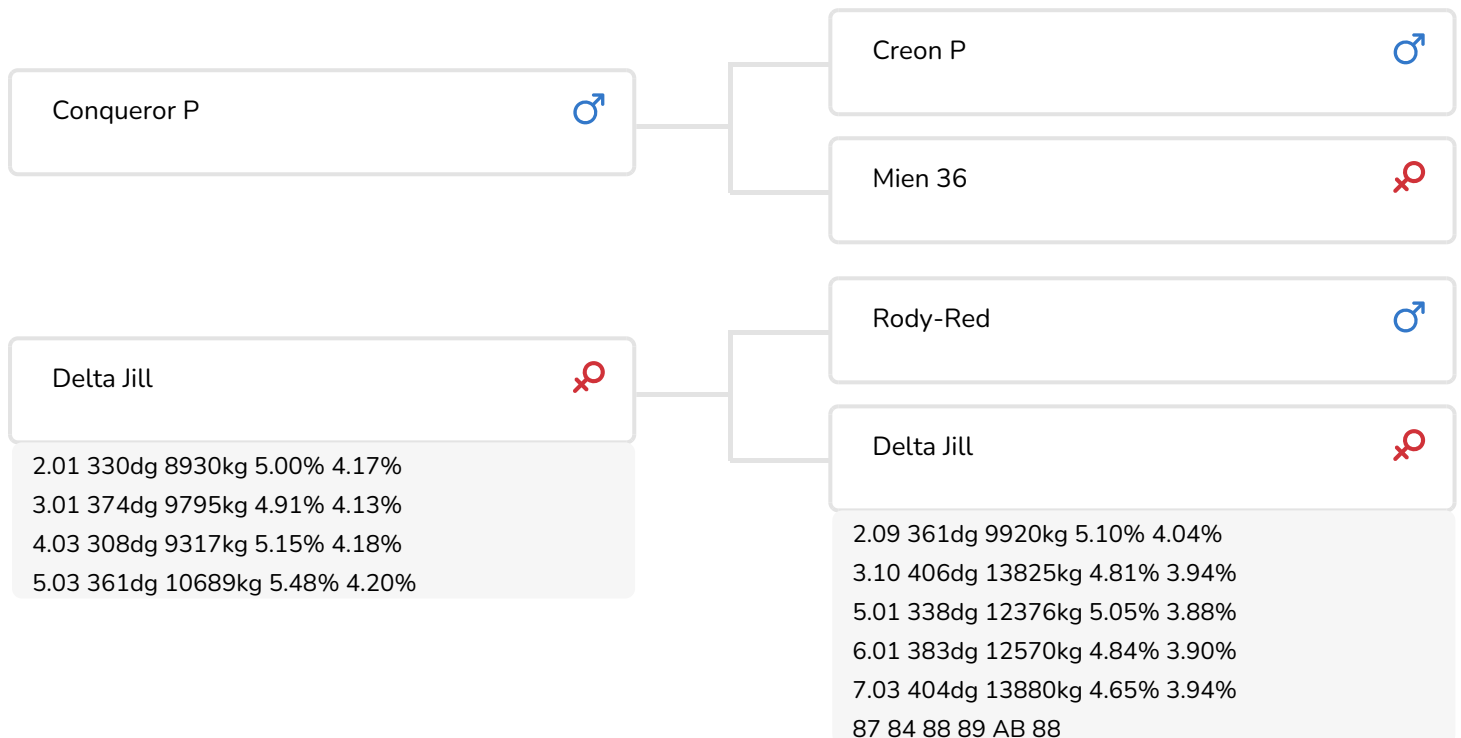 Conqueror P
Creon P
Mien 36
Delta Jill
2.01 330dg 8930kg 5.00% 4.17%
3.01 374dg 9795kg 4.91% 4.13%
4.03 308dg 9317kg 5.15% 4.18%
5.03 361dg 10689kg 5.48% 4.20%
Rody-Red
Delta Jill
2.09 361dg 9920kg 5.10% 4.04%
3.10 406dg 13825kg 4.81% 3.94%
5.01 338dg 12376kg 5.05% 3.88%
6.01 383dg 12570kg 4.84% 3.90%
7.03 404dg 13880kg 4.65% 3.94%
87 84 88 89 AB 88